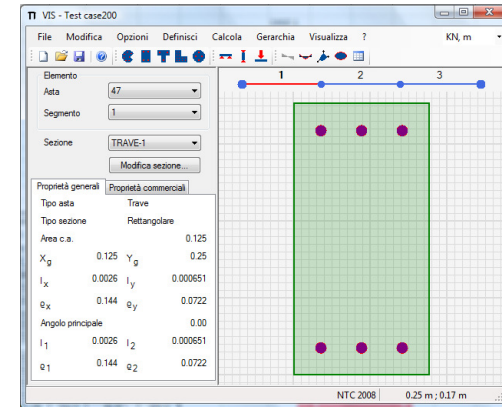 VIS - Test case200
File Modifica Opzioni Definisci Calcola Gerarchia Visualizza ? KN, m
Elemento
Asta 47
Segmento 1
Sezione TRAVE-1
Modifica sezione...
Proprietà generali Proprietà commerciali
Tipo asta Trave
Tipo sezione Rettangolare
Area c.a. 0.125
Xg 0.125 Yg 0.25
Ix 0.0026 Iy 0.000651
ϱx 0.144 ϱy 0.0722
Angolo principale 0.00
I1 0.0026 I2 0.000651
ϱ1 0.144 ϱ2 0.0722
1 2 3
NTC 2008 0.25 m ; 0.17 m